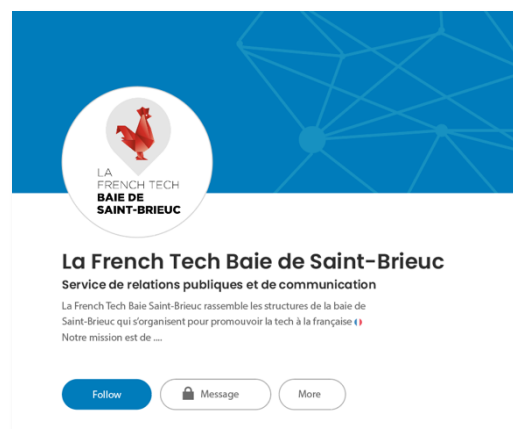 LA
FRENCH TECH
BAIE DE
SAINT-BRIEUC
La French Tech Baie de Saint-Brieuc
Service de relations publiques et de communication
La French Tech Baie Saint-Brieuc rassemble les structures de la baie de
Saint-Brieuc qui s'organisent pour promouvoir la tech à la française
Notre mission est de ....
Follow
Message
More